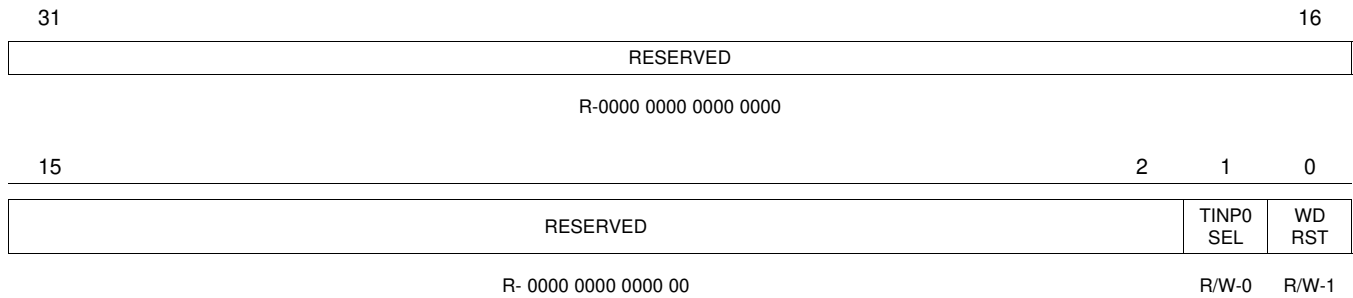 31 16
RESERVED
R-0000 0000 0000 0000
15 2 1 0
RESERVED TINP0 SEL WD RST
R- 0000 0000 0000 00 R/W-0 R/W-1